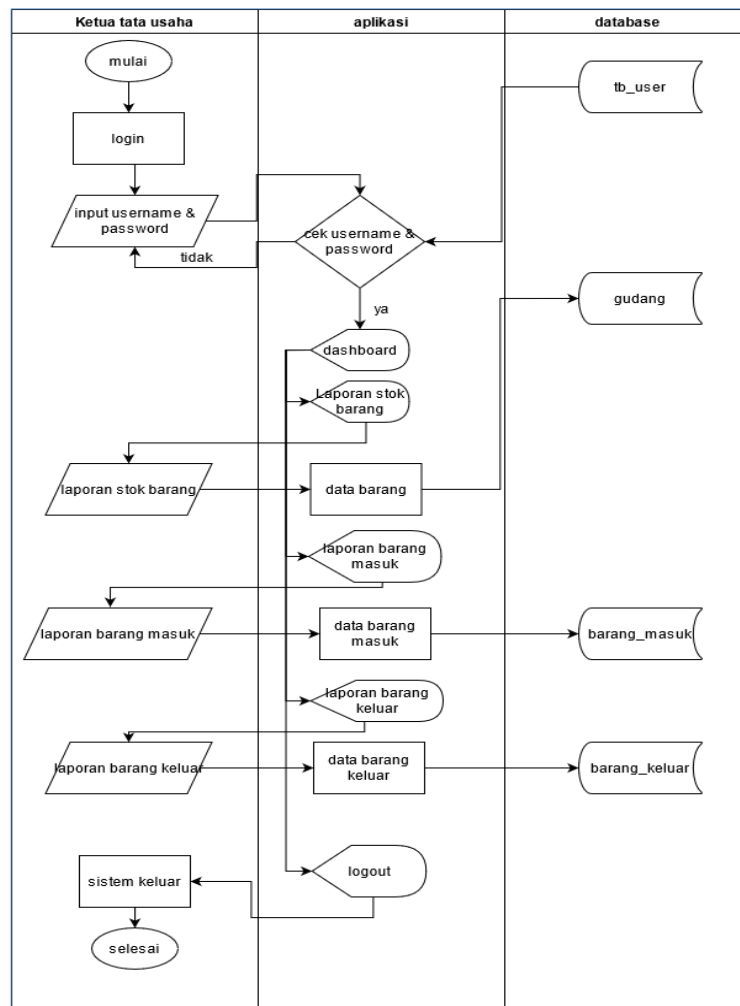 Ketua tata usaha
aplikasi
database
mulai
tb_user
login
input username &
password
cek username &
password
tidak
gudang
ya
dashboard
Laporan stok
barang
laporan stok barang
data barang
laporan barang
masuk
laporan barang masuk
data barang
masuk
barang_masuk
laporan barang
keluar
laporan barang keluar
data barang
keluar
barang_keluar
logout
sistem keluar
selesai